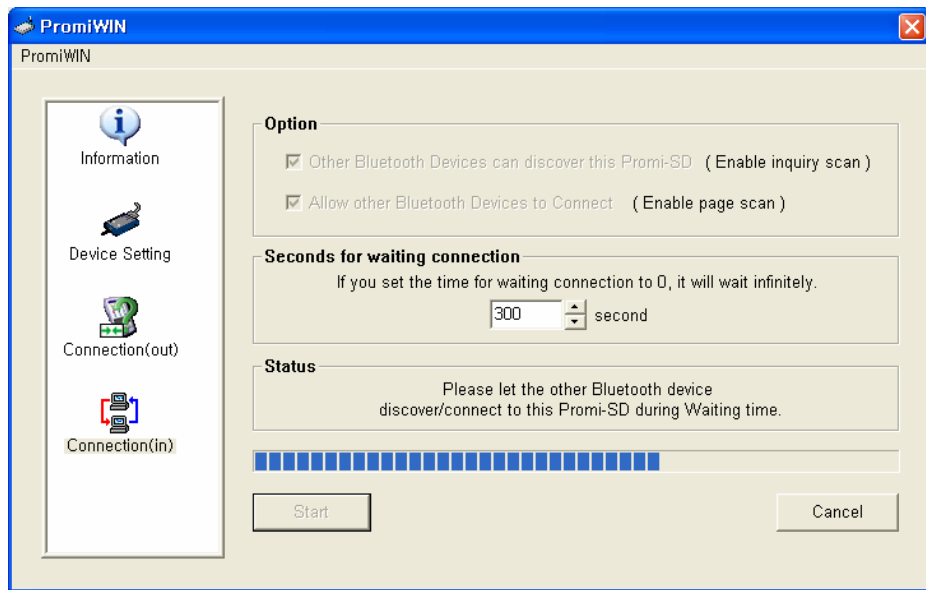 PromiWIN
PromiWIN
Information
Device Setting
Connection(out)
Connection(in)
Option
Other Bluetooth Devices can discover this Promi-SD ( Enable inquiry scan )
Allow other Bluetooth Devices to Connect ( Enable page scan )
Seconds for waiting connection
If you set the time for waiting connection to 0, it will wait infinitely.
300 second
Status
Please let the other Bluetooth device
discover/connect to this Promi-SD during Waiting time.
Start Cancel